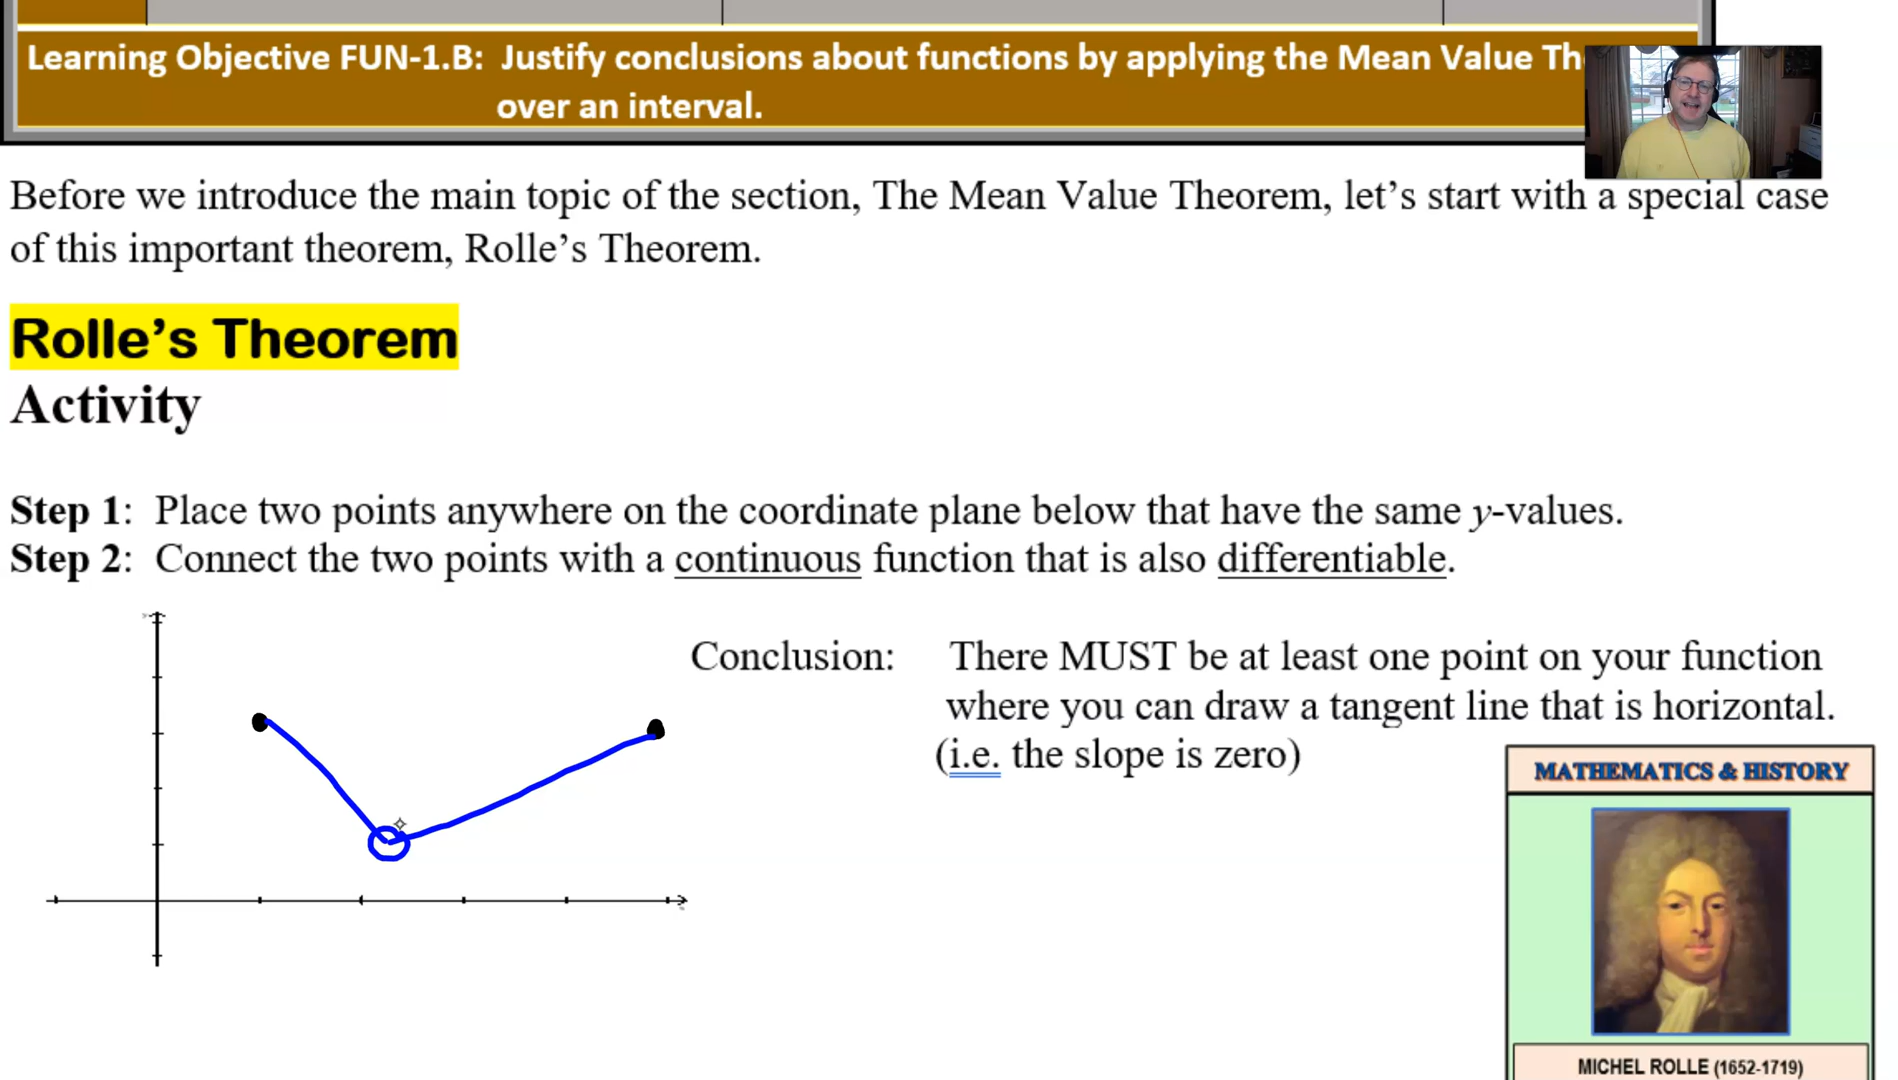 Learning Objective FUN-1.B: Justify conclusions about functions by applying the Mean Value
over an interval.
Before we introduce the main topic of the section, The Mean Value Theorem, let's start with a special case
of this important theorem, Rolle's Theorem.
Rolle's Theorem
Activity
Step 1: Place two points anywhere on the coordinate plane below that have the same y-values.
Step 2: Connect the two points with a continuous function that is also differentiable.
Conclusion: There MUST be at least one point on your function
where you can draw a tangent line that is horizontal.
(i.e. the slope is zero)
MATHEMATICS & HISTORY
MICHEL ROLLE (1652-1719)